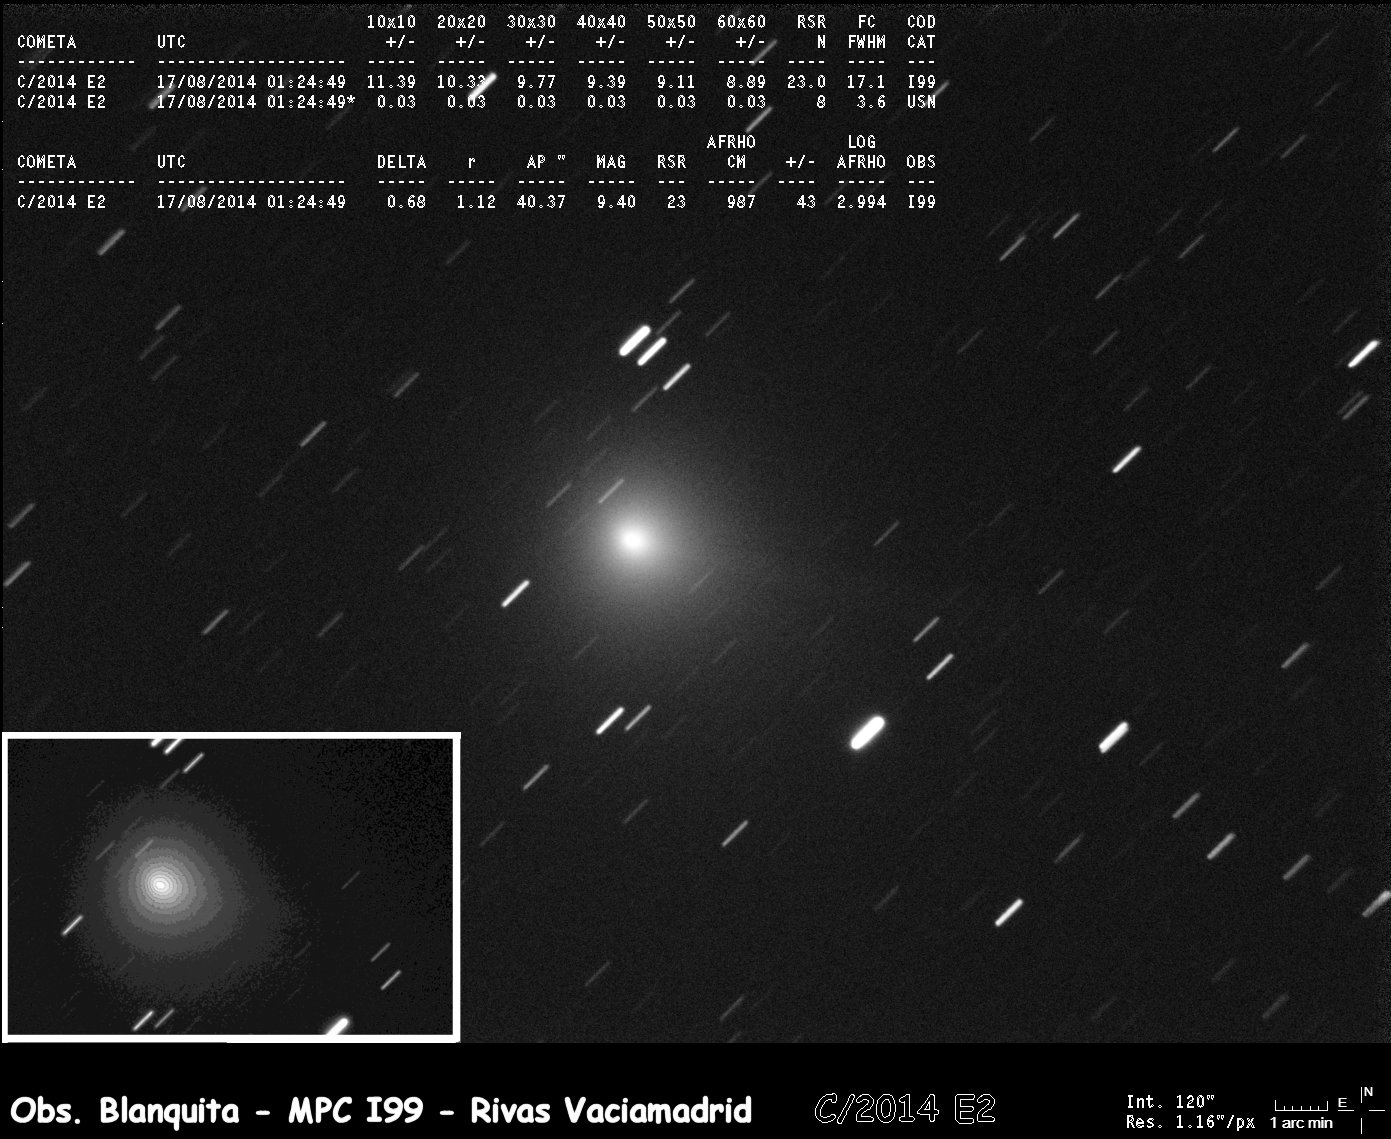 10x10 20x20 30x30 40x40 50x50 60x60 RSR FC COD
COMETA UTC +/- +/- +/- +/- +/- +/- N FWHM CAT
------------ ------------------- ----- ----- ----- ----- ----- ----- ---- ---- ---
C/2014 E2 17/08/2014 01:24:49 11.39 10.33 9.77 9.39 9.11 8.89 23.0 17.1 I99
C/2014 E2 17/08/2014 01:24:49* 0.03 0.03 0.03 0.03 0.03 0.03 8 3.6 USN
AFRHO LOG
COMETA UTC DELTA r AP " MAG RSR CM +/- AFRHO OBS
------------ ------------------- ----- ----- ----- ----- --- ----- ---- ----- ---
C/2014 E2 17/08/2014 01:24:49 0.68 1.12 40.37 9.40 23 987 43 2.994 I99
Obs. Blanquita - MPC I99 - Rivas Vaciamadrid C/2014 E2
Int. 120" E N
Res. 1.16"/px 1 arc min